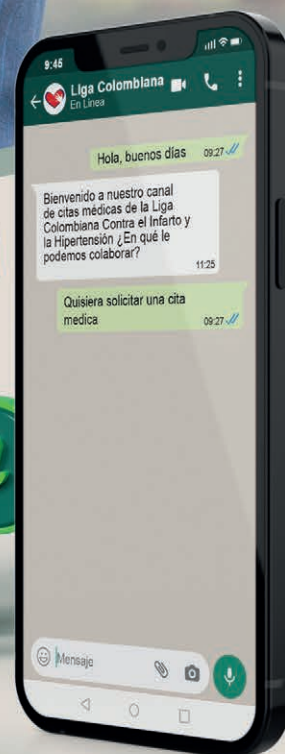 9:45
Liga Colombiana
En Linea
Hola, buenos días 09:27
Bienvenido a nuestro canal
de citas médicas de la Liga
Colombiana Contra el Infarto y
la Hipertensión ¿En qué le
podemos colaborar?
11:25
Quisiera solicitar una cita
medica 09:27
Mensaje